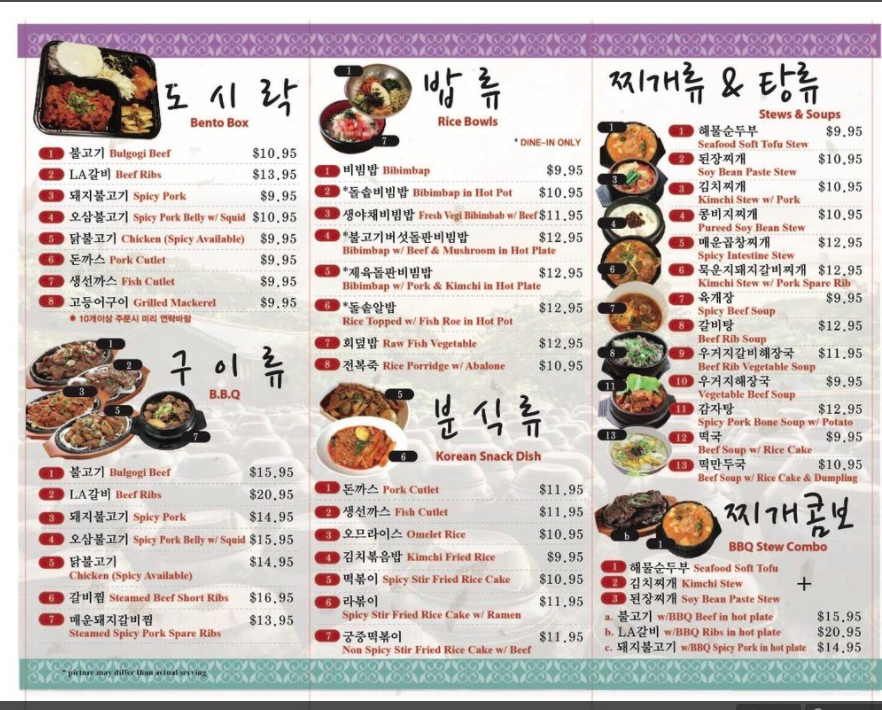 도시락
Bento Box
1 불고기 Bulgogi Beef $10.95
2 LA갈비 Beef Ribs $13.95
3 돼지불고기 Spicy Pork $9.95
4 오삼불고기 Spicy Pork Belly w/ Squid $10.95
5 닭불고기 Chicken (Spicy Available) $9.95
6 돈까스 Pork Cutlet $9.95
7 생선까스 Fish Cutlet $9.95
8 고등어구이 Grilled Mackerel $9.95
* 10개이상 주문시 미리 연락바람
1
2
3
5
7
구이류
B.B.Q
1 불고기 Bulgogi Beef $15.95
2 LA갈비 Beef Ribs $20.95
3 돼지불고기 Spicy Pork $14.95
4 오삼불고기 Spicy Pork Belly w/ Squid $15.95
5 닭불고기 $14.95
Chicken (Spicy Available)
6 갈비찜 Steamed Beef Short Ribs $16.95
7 매운돼지갈비찜 $13.95
Steamed Spicy Pork Spare Ribs
* picture may differ than actual serving
1
7
밥류
Rice Bowls
* DINE-IN ONLY
1 비빔밥 Bibimbap $9.95
2 *돌솥비빔밥 Bibimbap in Hot Pot $10.95
3 생야채비빔밥 Fresh Vegi Bibimbab w/ Beef $11.95
4 *불고기버섯돌판비빔밥 $12.95
Bibimbap w/ Beef & Mushroom in Hot Plate
5 *제육돌판비빔밥 $12.95
Bibimbap w/ Pork & Kimchi in Hot Plate
6 *돌솥알밥 $12.95
Rice Topped w/ Fish Roe in Hot Pot
7 회덮밥 Raw Fish Vegetable $12.95
8 전복죽 Rice Porridge w/ Abalone $10.95
5
6
분식류
Korean Snack Dish
1 돈까스 Pork Cutlet $11.95
2 생선까스 Fish Cutlet $11.95
3 오므라이스 Omelet Rice $10.95
4 김치볶음밥 Kimchi Fried Rice $9.95
5 떡볶이 Spicy Stir Fried Rice Cake $10.95
6 라볶이 $11.95
Spicy Stir Fried Rice Cake w/ Ramen
7 궁중떡볶이 $11.95
Non Spicy Stir Fried Rice Cake w/ Beef
찌개류 & 탕류
Stews & Soups
1
3
4
6
7
8
11
13
1 해물순두부 $9.95
Seafood Soft Tofu Stew
2 된장찌개 $10.95
Soy Bean Paste Stew
3 김치찌개 $10.95
Kimchi Stew w/ Pork
4 콩비지찌개 $10.95
Pureed Soy Bean Stew
5 매운곱창찌개 $12.95
Spicy Intestine Stew
6 묵은지돼지갈비찌개 $12.95
Kimchi Stew w/ Pork Spare Rib
7 육개장 $9.95
Spicy Beef Soup
8 갈비탕 $12.95
Beef Rib Soup
9 우거지갈비해장국 $11.95
Beef Rib Vegetable Soup
10 우거지해장국 $9.95
Vegetable Beef Soup
11 감자탕 $12.95
Spicy Pork Bone Soup w/ Potato
12 떡국 $9.95
Beef Soup w/ Rice Cake
13 떡만두국 $10.95
Beef Soup w/ Rice Cake & Dumpling
b
1
찌개콤보
BBQ Stew Combo
1 해물순두부 Seafood Soft Tofu
2 김치찌개 Kimchi Stew +
3 된장찌개 Soy Bean Paste Stew
a. 불고기 w/BBQ Beef in hot plate $15.95
b. LA갈비 w/BBQ Ribs in hot plate $20.95
c. 돼지불고기 w/BBQ Spicy Pork in hot plate $14.95